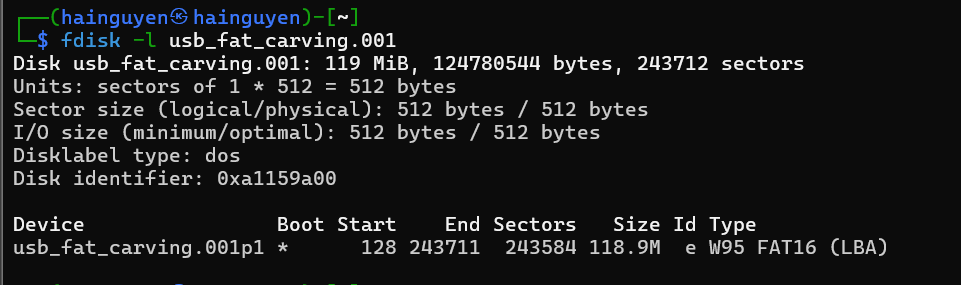 ┌──(hainguyen㉿hainguyen)-[~]
└─$ fdisk -l usb_fat_carving.001
Disk usb_fat_carving.001: 119 MiB, 124780544 bytes, 243712 sectors
Units: sectors of 1 * 512 = 512 bytes
Sector size (logical/physical): 512 bytes / 512 bytes
I/O size (minimum/optimal): 512 bytes / 512 bytes
Disklabel type: dos
Disk identifier: 0xa1159a00
Device               Boot Start    End Sectors   Size Id Type
usb_fat_carving.001p1 *      128 243711  243584 118.9M  e W95 FAT16 (LBA)